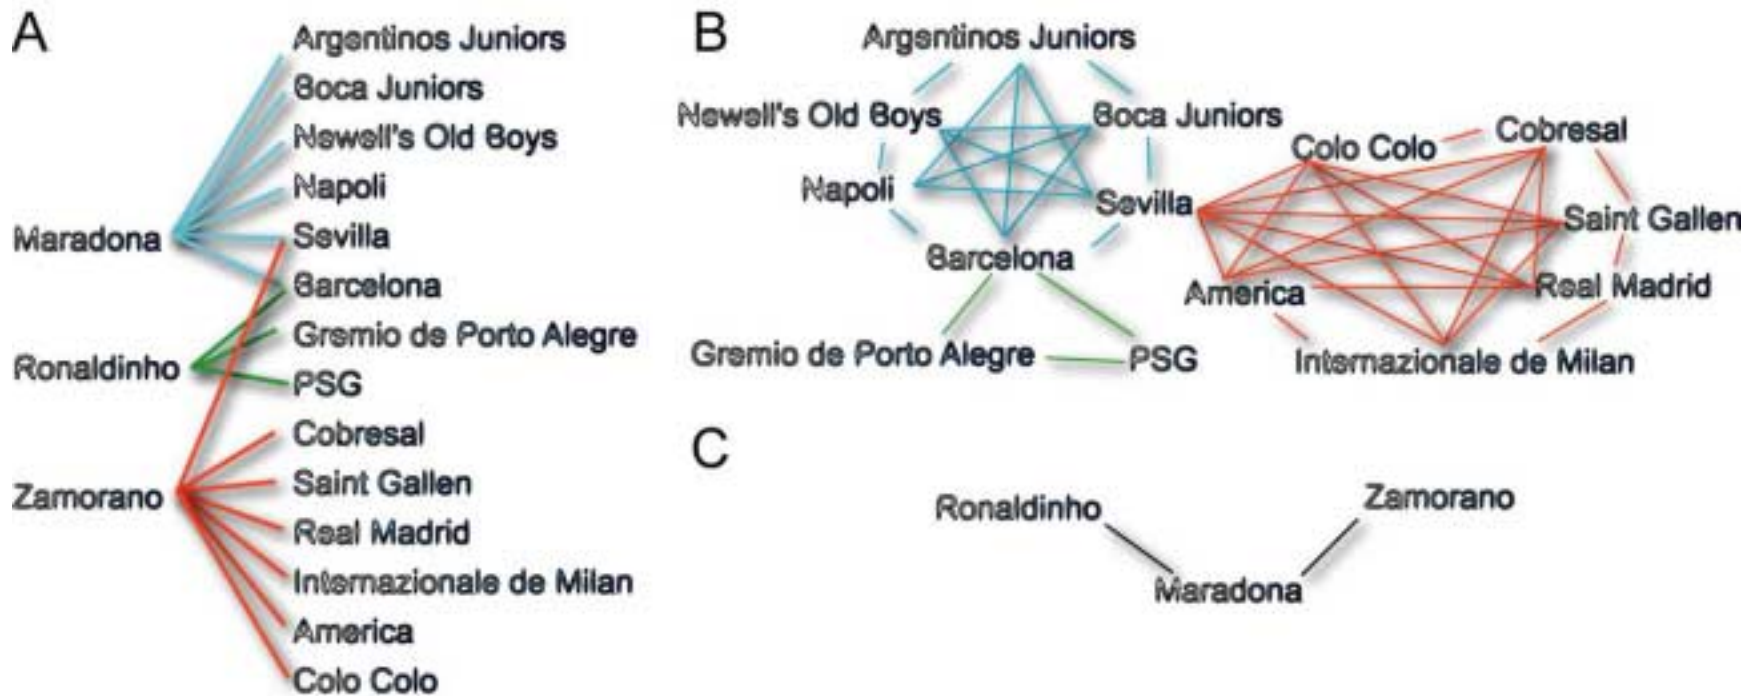 A
Argentinos Juniors
Boca Juniors
Newell's Old Boys
Napoli
Maradona
Sevilla
Barcelona
Gremio de Porto Alegre
Ronaldinho
PSG
Cobresal
Zamorano
Saint Gallen
Real Madrid
Internazionale de Milan
America
Colo Colo
B
Argentinos Juniors
Newell's Old Boys
Boca Juniors
Colo Colo
Cobresal
Napoli
Sevilla
Saint Gallen
Barcelona
America
Real Madrid
Gremio de Porto Alegre
PSG
Internazionale de Milan
C
Ronaldinho
Zamorano
Maradona